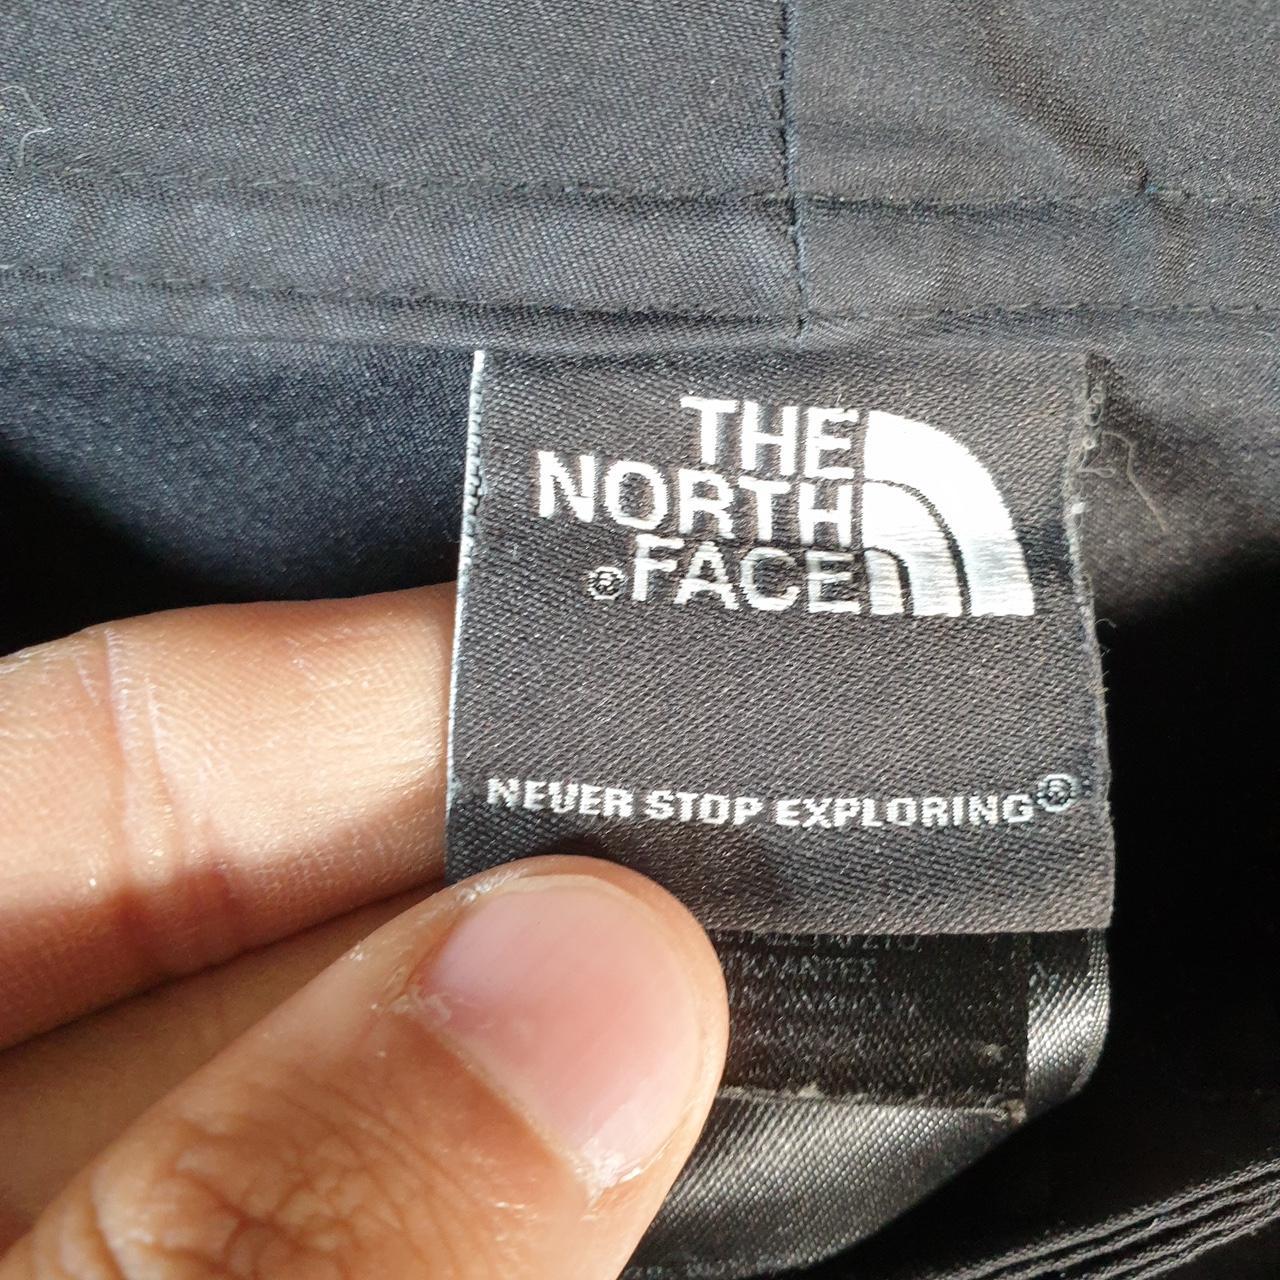 THE
NORTH
®FACE
NEVER STOP EXPLORING®